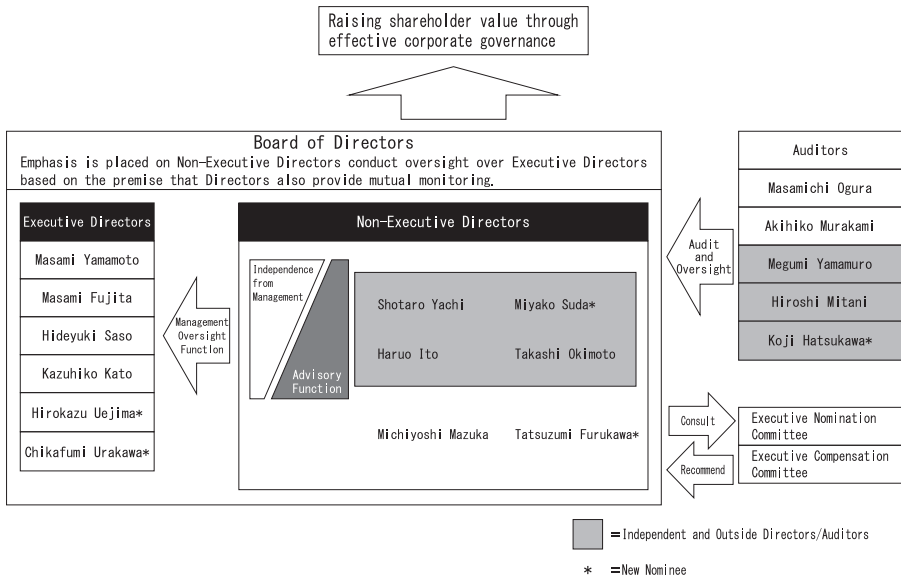 Raising shareholder value through
effective corporate governance
Board of Directors
Emphasis is placed on Non-Executive Directors conduct oversight over Executive Directors
based on the premise that Directors also provide mutual monitoring.
Executive Directors
Masami Yamamoto
Masami Fujita
Hideyuki Saso
Kazuhiko Kato
Hirokazu Uejima*
Chikafumi Urakawa*
Management
Oversight
Function
Non-Executive Directors
Independence
from
Management
Advisory
Function
Shotaro Yachi
Miyako Suda*
Haruo Ito
Takashi Okimoto
Michiyoshi Mazuka
Tatsuzumi Furukawa*
Audit
and
Oversight
Auditors
Masamichi Ogura
Akihiko Murakami
Megumi Yamamuro
Hiroshi Mitani
Koji Hatsukawa*
Consult
Recommend
Executive Nomination
Committee
Executive Compensation
Committee
=Independent and Outside Directors/Auditors
* =New Nominee